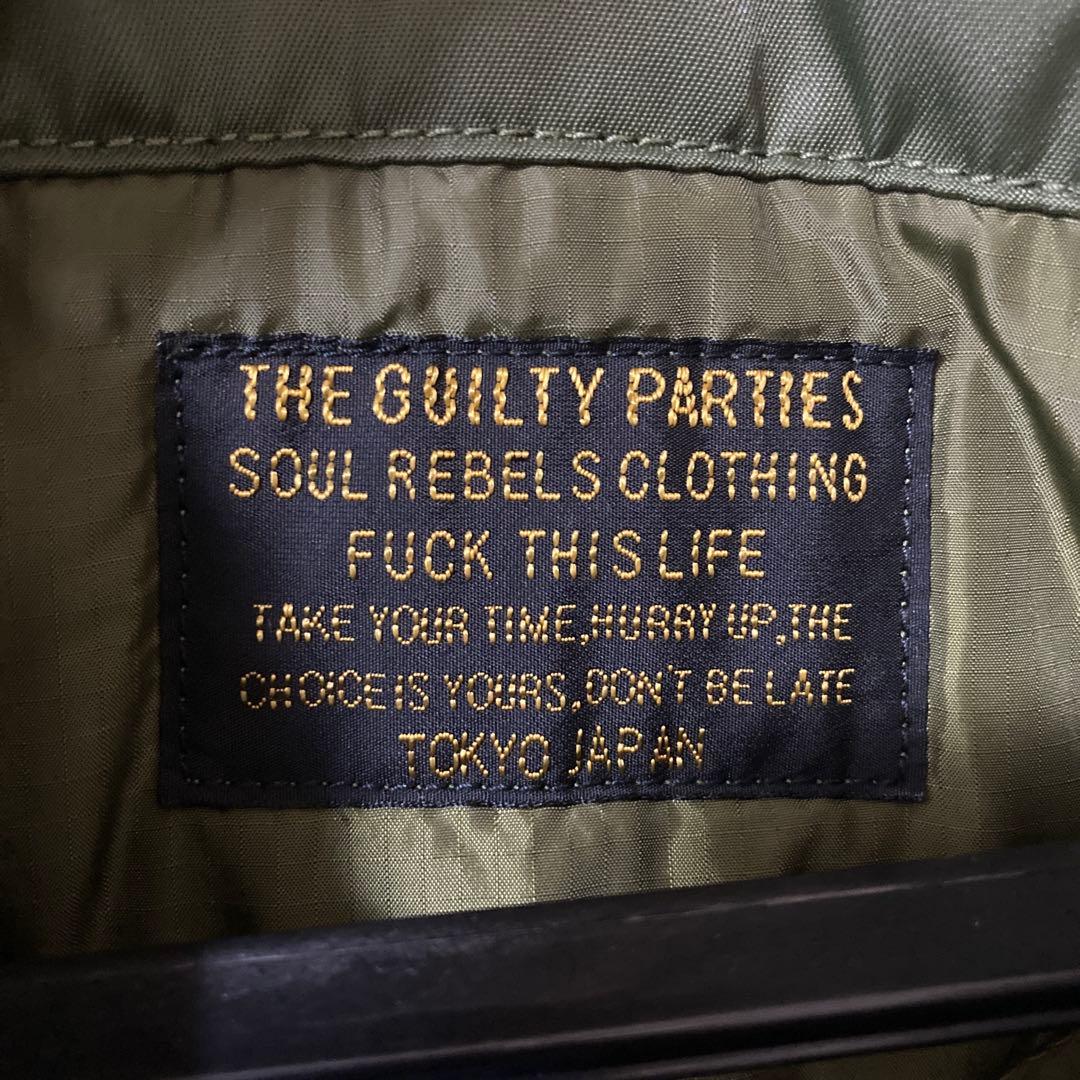 THE GUILTY PARTIES
SOUL REBELS CLOTHING
FUCK THIS LIFE
TAKE YOUR TIME,HURRY UP,THE
CHOICE IS YOURS,DON'T BE LATE
TOKYO JAPAN